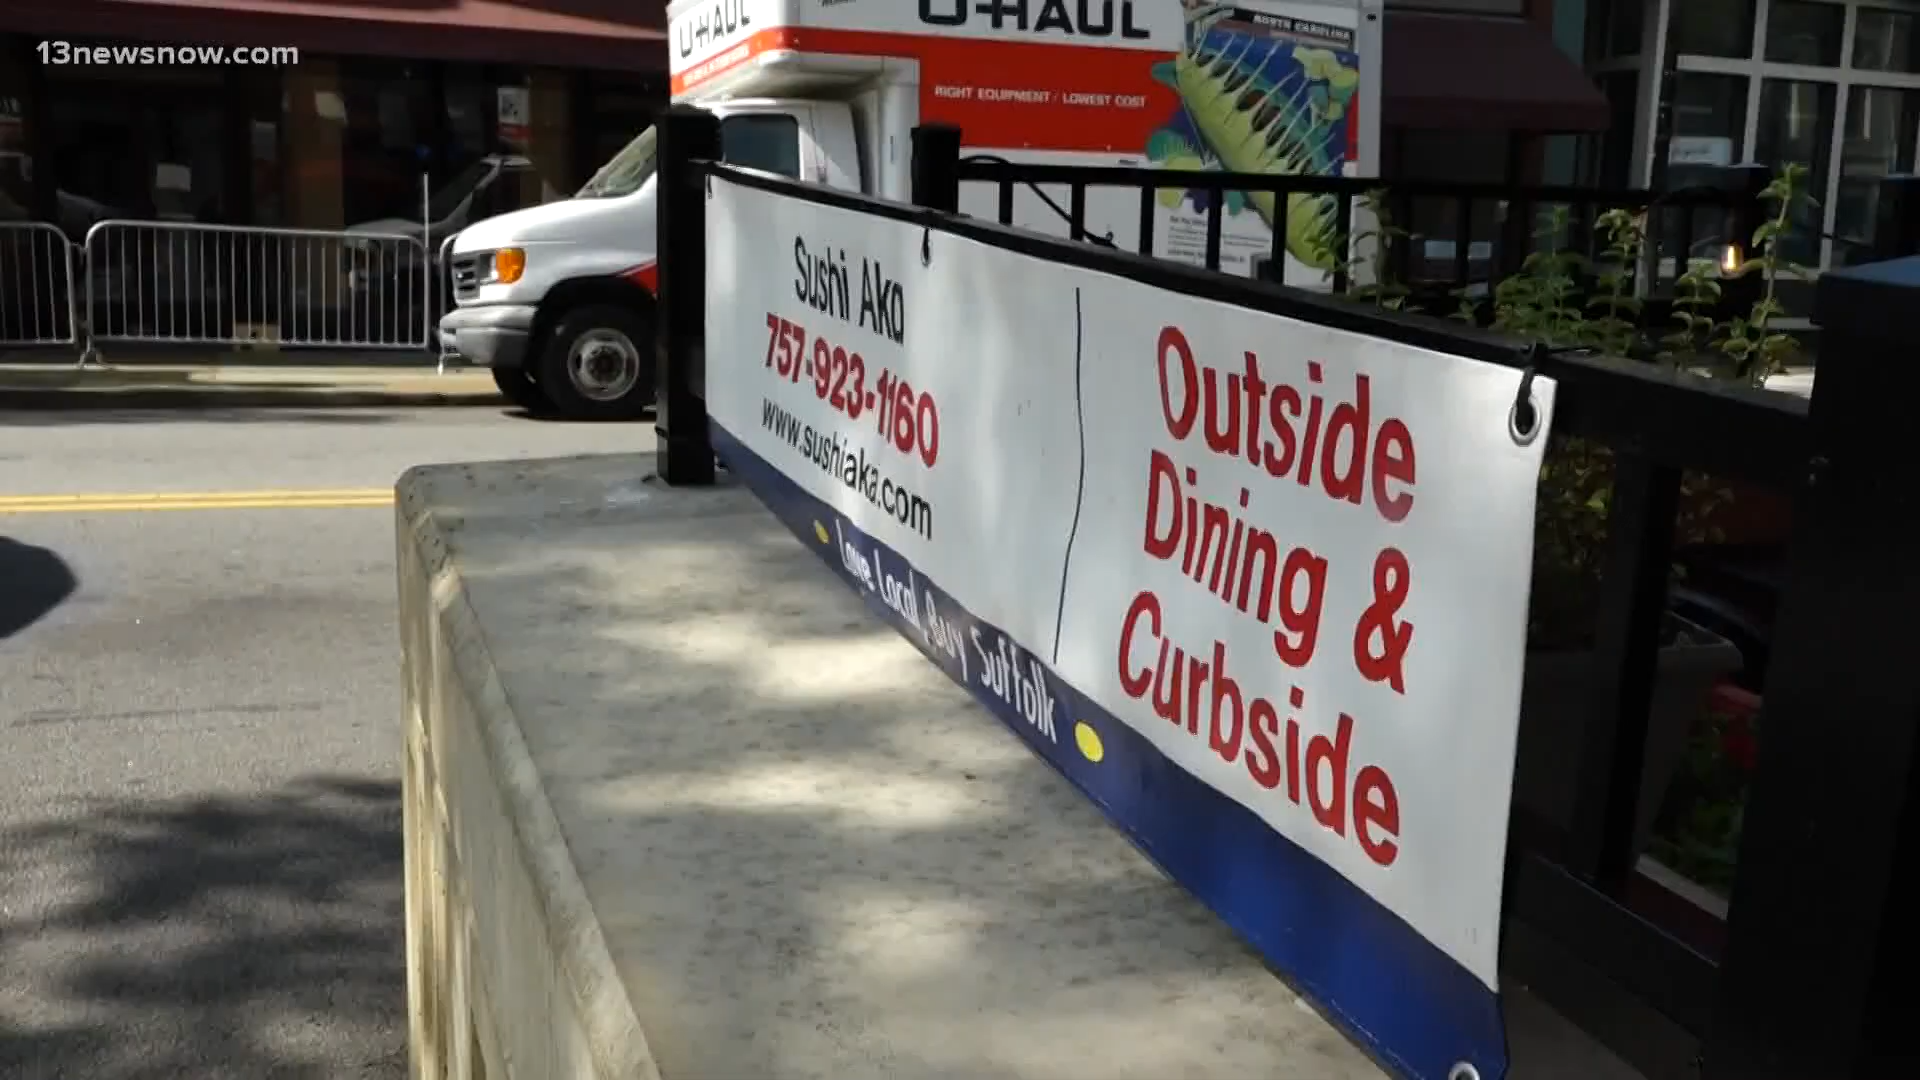 13newsnow.com
U-HAUL
U-HAUL
NORTH CAROLINA
RIGHT EQUIPMENT / LOWEST COST
Sushi Aka
757-923-1160
www.sushiaka.com
Love Local Buy Suffolk
Outside
Dining &
Curbside